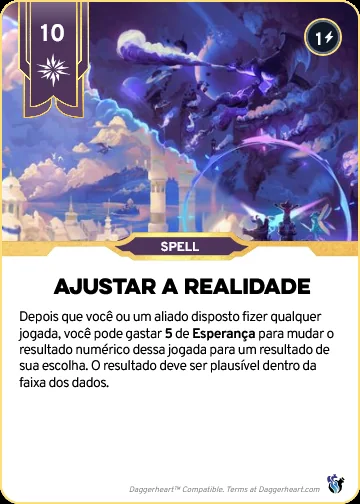 10
1
SPELL
AJUSTAR A REALIDADE
Depois que você ou um aliado disposto fizer qualquer
jogada, você pode gastar 5 de Esperança para mudar o
resultado numérico dessa jogada para um resultado de
sua escolha. O resultado deve ser plausível dentro da
faixa dos dados.
Daggerheart™ Compatible. Terms at Daggerheart.com